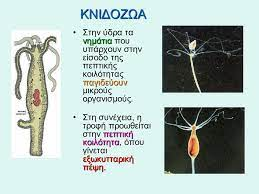 ΚΝΙΔΟΖΩΑ
• Στην ύδρα τα
νημάτια που
υπάρχουν στην
είσοδο της
πεπτικής
κοιλότητας
παγιδεύουν
μικρούς
οργανισμούς.
• Στη συνέχεια, η
τροφή προωθείται
στην πεπτική
κοιλότητα, όπου
γίνεται
εξωκυτταρική
πέψη.